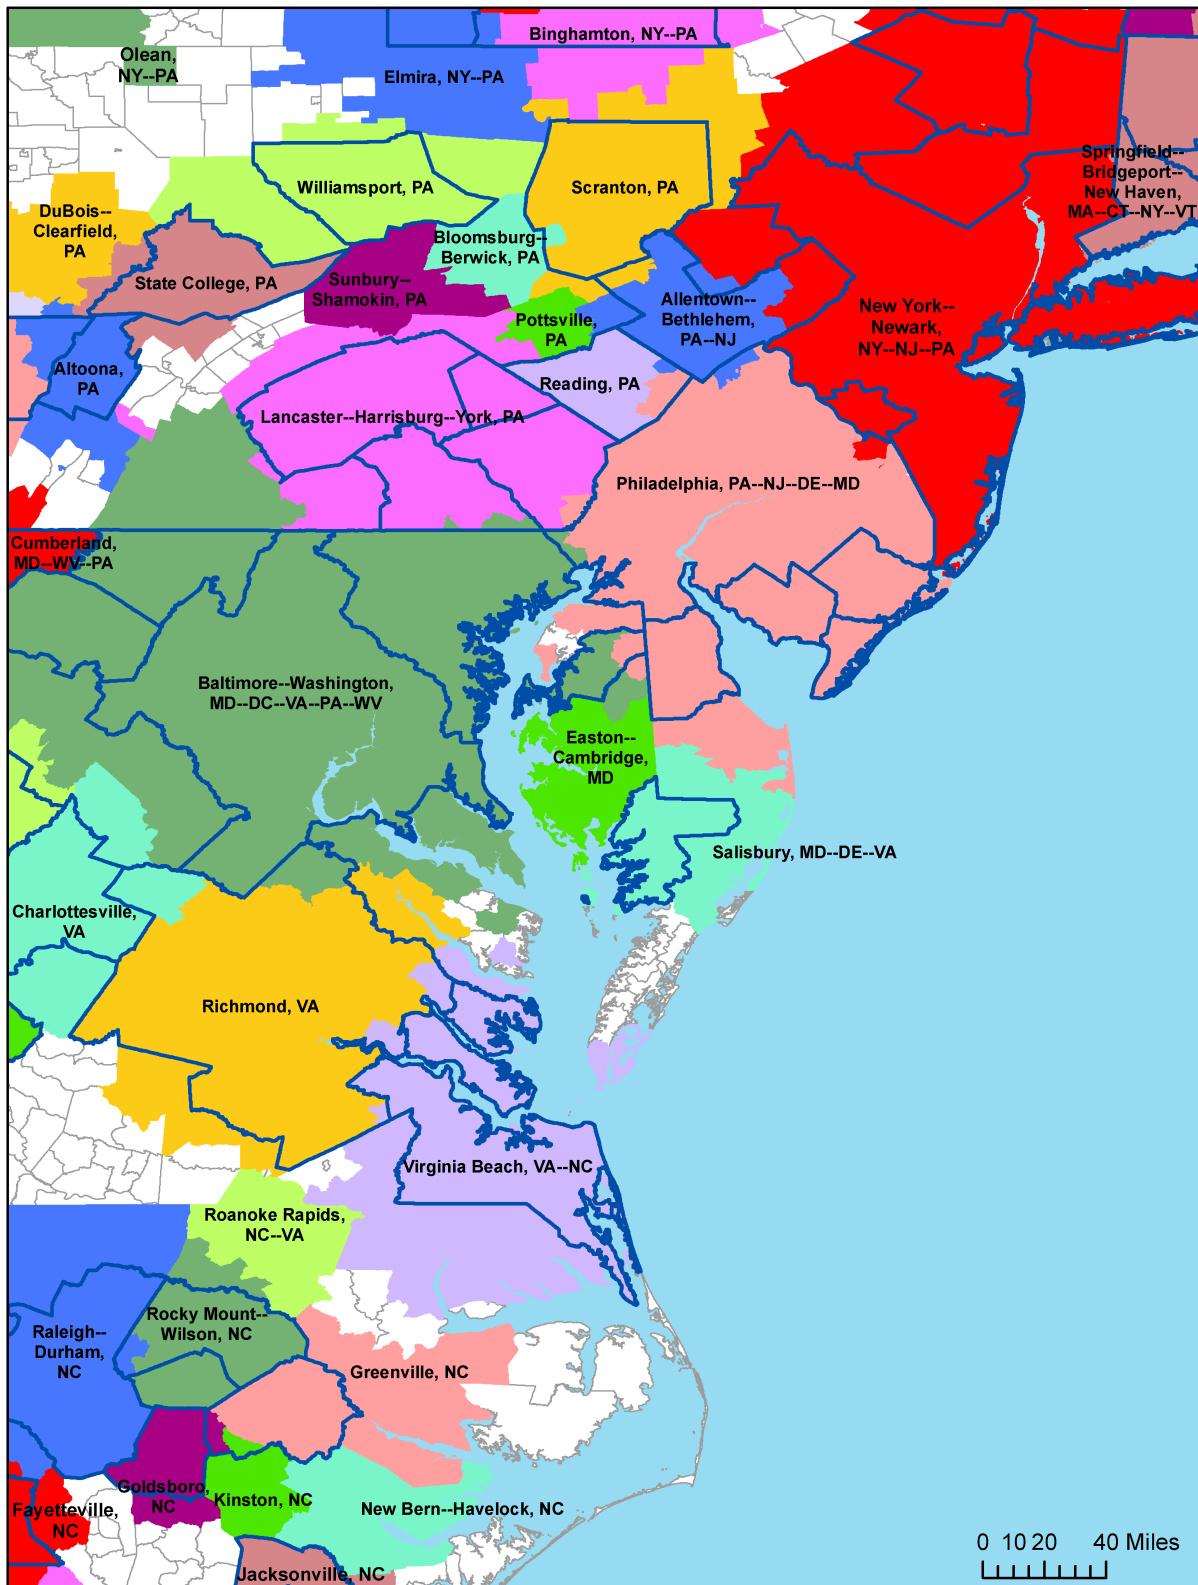 Binghamton, NY--PA
Olean,
NY--PA
Elmira, NY--PA
Springfield--
Bridgeport--
New Haven,
MA--CT--NY--VT
Williamsport, PA
Scranton, PA
DuBois--
Clearfield,
PA
Bloomsburg--
Berwick, PA
State College, PA
Sunbury--
Shamokin, PA
Allentown--
Bethlehem,
PA--NJ
New York--
Newark,
NY--NJ--PA
Pottsville,
PA
Altoona,
PA
Reading, PA
Lancaster--Harrisburg--York, PA
Philadelphia, PA--NJ--DE--MD
Cumberland,
MD--WV--PA
Baltimore--Washington,
MD--DC--VA--PA--WV
Easton--
Cambridge,
MD
Salisbury, MD--DE--VA
Charlottesville,
VA
Richmond, VA
Virginia Beach, VA--NC
Roanoke Rapids,
NC--VA
Rocky Mount--
Wilson, NC
Raleigh--
Durham,
NC
Greenville, NC
Goldsboro,
NC
Kinston, NC
Fayetteville,
NC
New Bern--Havelock, NC
Jacksonville, NC
0 10 20 40 Miles